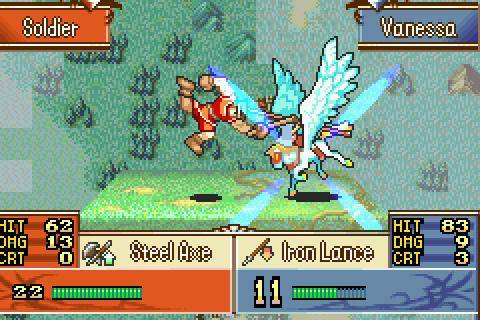 Soldier
Vanessa
HIT 62
DMG 13
CRT 0
Steel Axe
Iron Lance
HIT 83
DMG 9
CRT 3
22
11